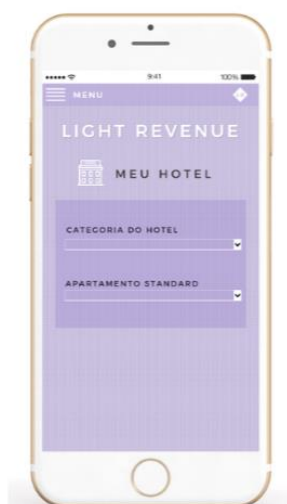 9:41
100%
MENU
LIGHT REVENUE
MEU HOTEL
CATEGORIA DO HOTEL
APARTAMENTO STANDARD